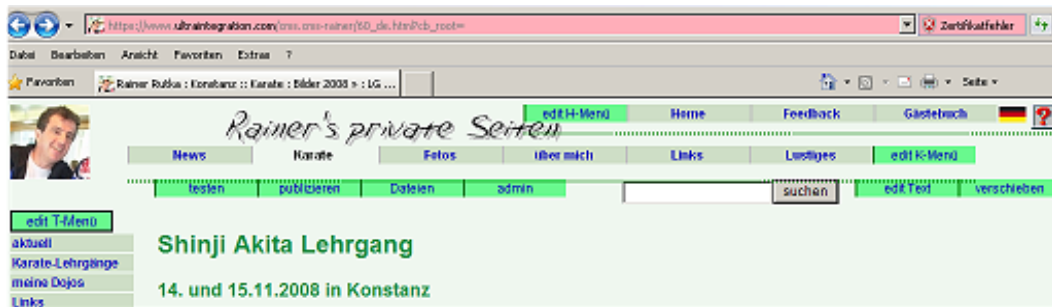 https://www.ultraintegration.com/cms.cms-rainer/60_de.html?cb_root= Zertifikatfehler
Datei Bearbeiten Ansicht Favoriten Extras ?
Favoriten Rainer Rutka : Konstanz :: Karate : Bilder 2008 » : LG ... Seite
edit H-Menü Home Feedback Gästebuch ?
Rainer's private Seiten
News Karate Fotos über mich Links Lustiges edit K-Menü
testen publizieren Dateien admin suchen edit Text verschieben
edit T-Menü
aktuell
Shinji Akita Lehrgang
Karate-Lehrgänge
meine Dojos
14. und 15.11.2008 in Konstanz
Links